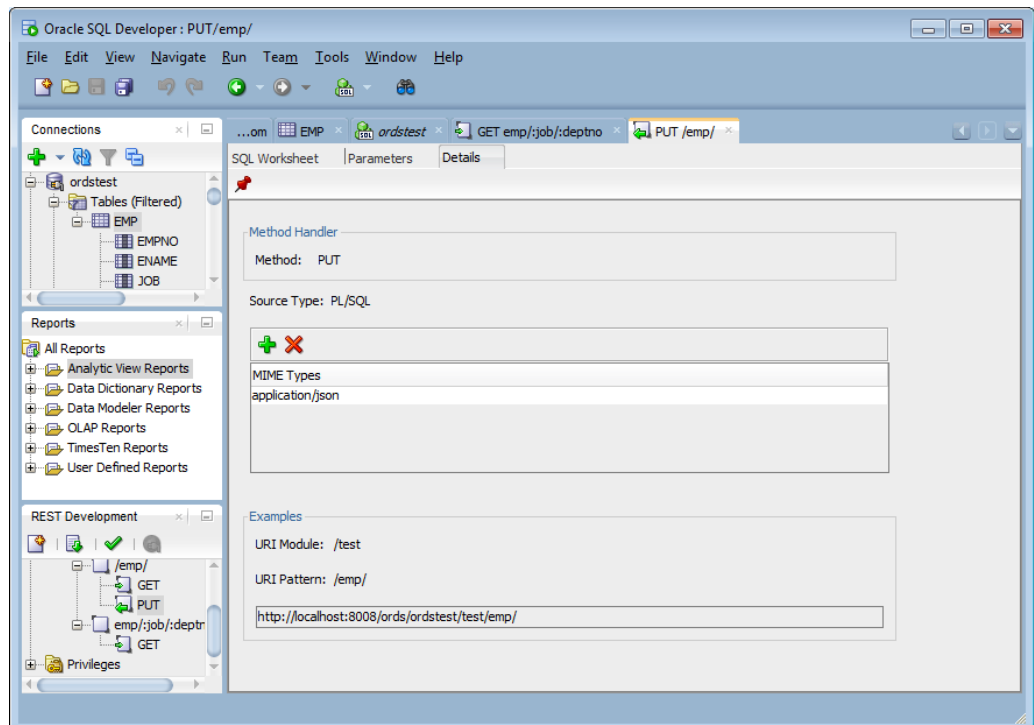 Oracle SQL Developer : PUT/emp/
File Edit View Navigate Run Team Tools Window Help
Connections
ordstest
Tables (Filtered)
EMP
EMPNO
ENAME
JOB
Reports
All Reports
Analytic View Reports
Data Dictionary Reports
Data Modeler Reports
OLAP Reports
TimesTen Reports
User Defined Reports
REST Development
/emp/
GET
PUT
emp/:job/:deptr
GET
Privileges
...om EMP ordstest GET emp/:job/:deptno PUT /emp/
SQL Worksheet Parameters Details
Method Handler
Method: PUT
Source Type: PL/SQL
MIME Types
application/json
Examples
URI Module: /test
URI Pattern: /emp/
http://localhost:8008/ords/ordstest/test/emp/